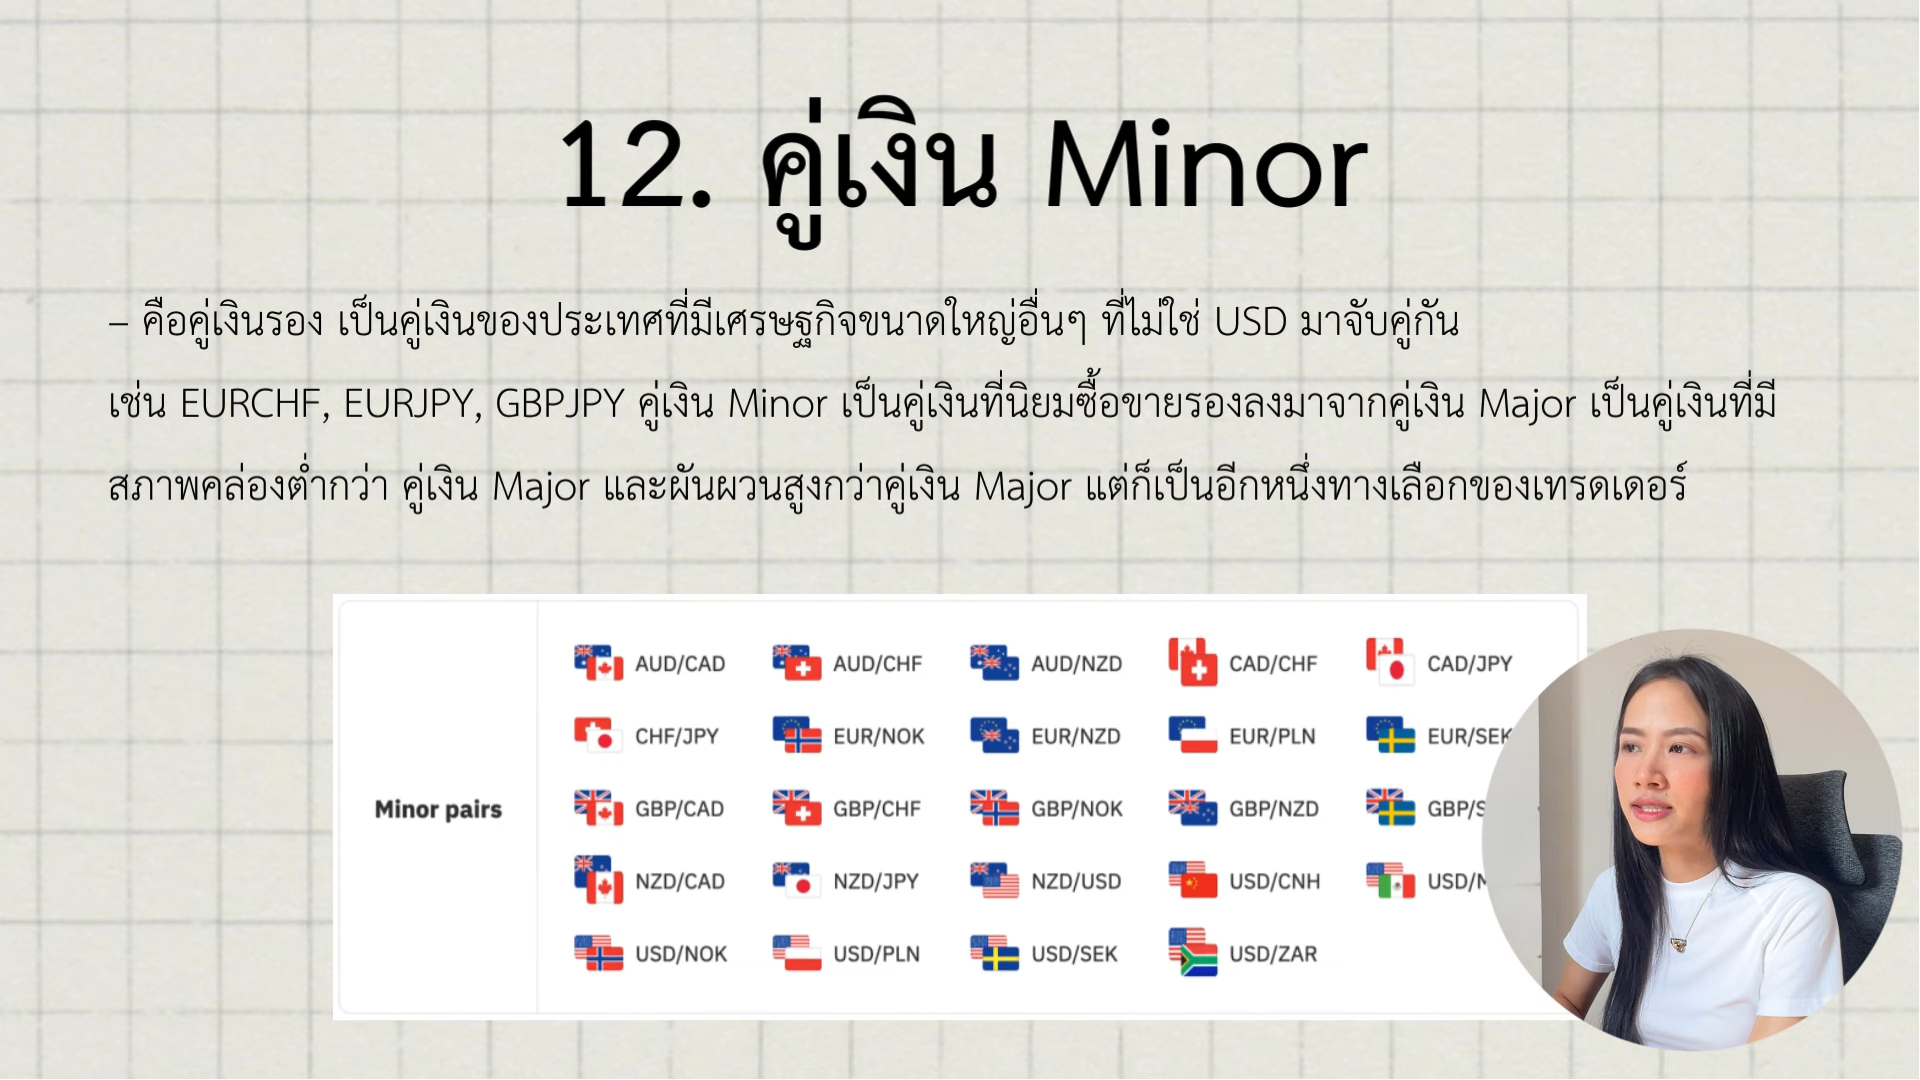 12. คู่เงิน Minor
– คือคู่เงินรอง เป็นคู่เงินของประเทศที่มีเศรษฐกิจขนาดใหญ่อื่นๆ ที่ไม่ใช่ USD มาจับคู่กัน
เช่น EURCHF, EURJPY, GBPJPY คู่เงิน Minor เป็นคู่เงินที่นิยมซื้อขายรองลงมาจากคู่เงิน Major เป็นคู่เงินที่มี
สภาพคล่องต่ำกว่า คู่เงิน Major และผันผวนสูงกว่าคู่เงิน Major แต่ก็เป็นอีกหนึ่งทางเลือกของเทรดเดอร์
Minor pairs
AUD/CAD AUD/CHF AUD/NZD CAD/CHF CAD/JPY
CHF/JPY EUR/NOK EUR/NZD EUR/PLN EUR/SEK
GBP/CAD GBP/CHF GBP/NOK GBP/NZD
NZD/CAD NZD/JPY NZD/USD USD/CNH
USD/NOK USD/PLN USD/SEK USD/ZAR